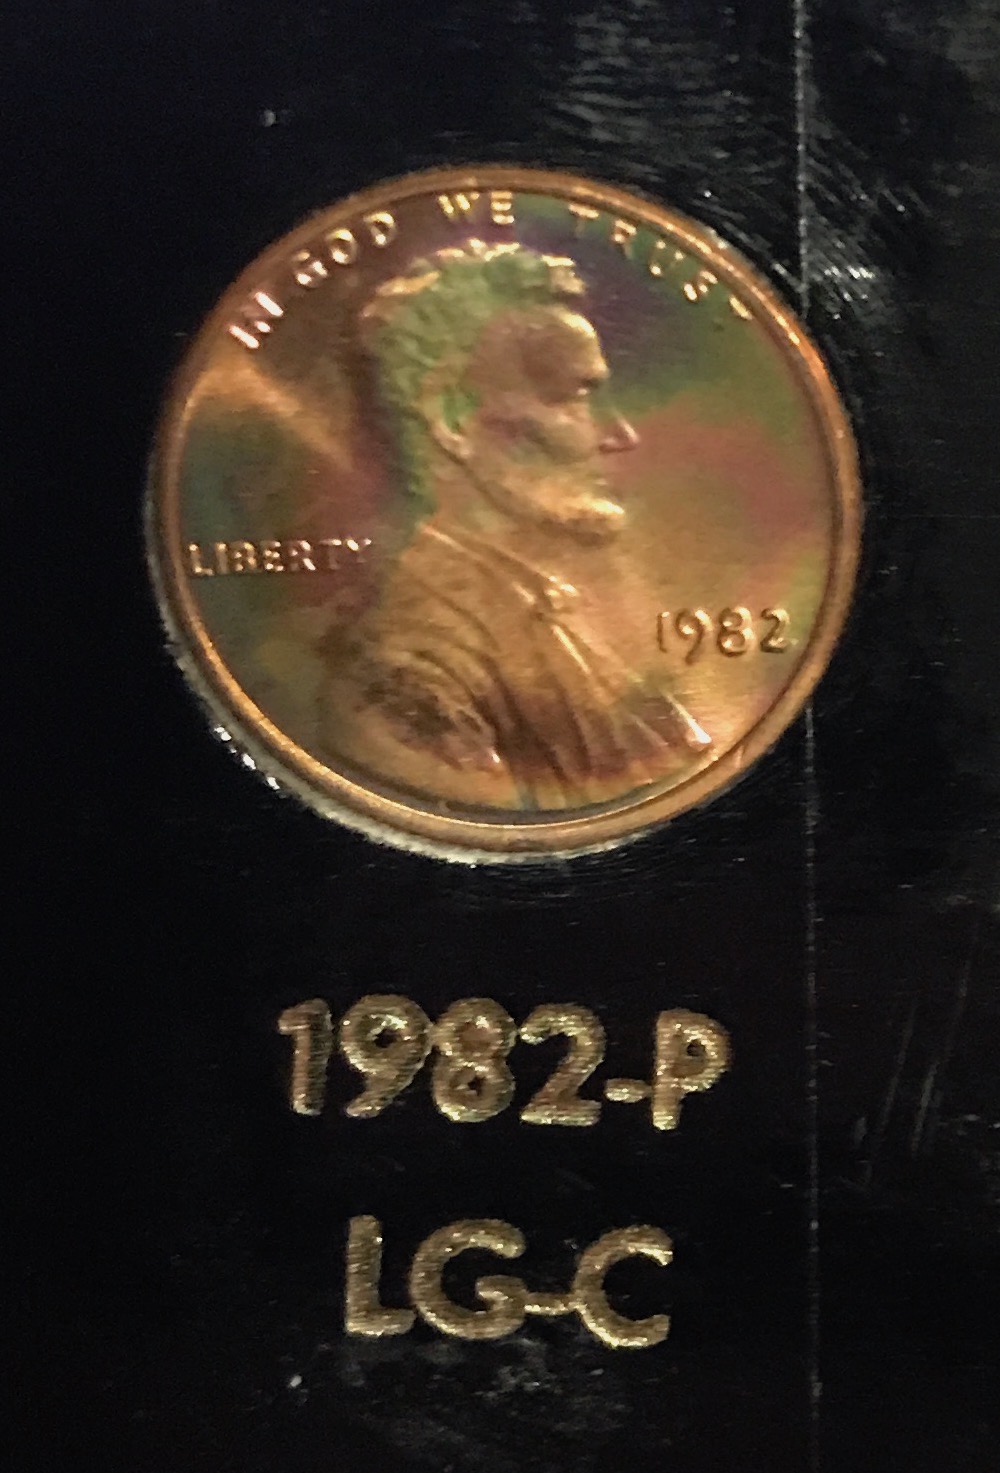 IN GOD WE TRUST
LIBERTY
1982
1982-P
LG-C